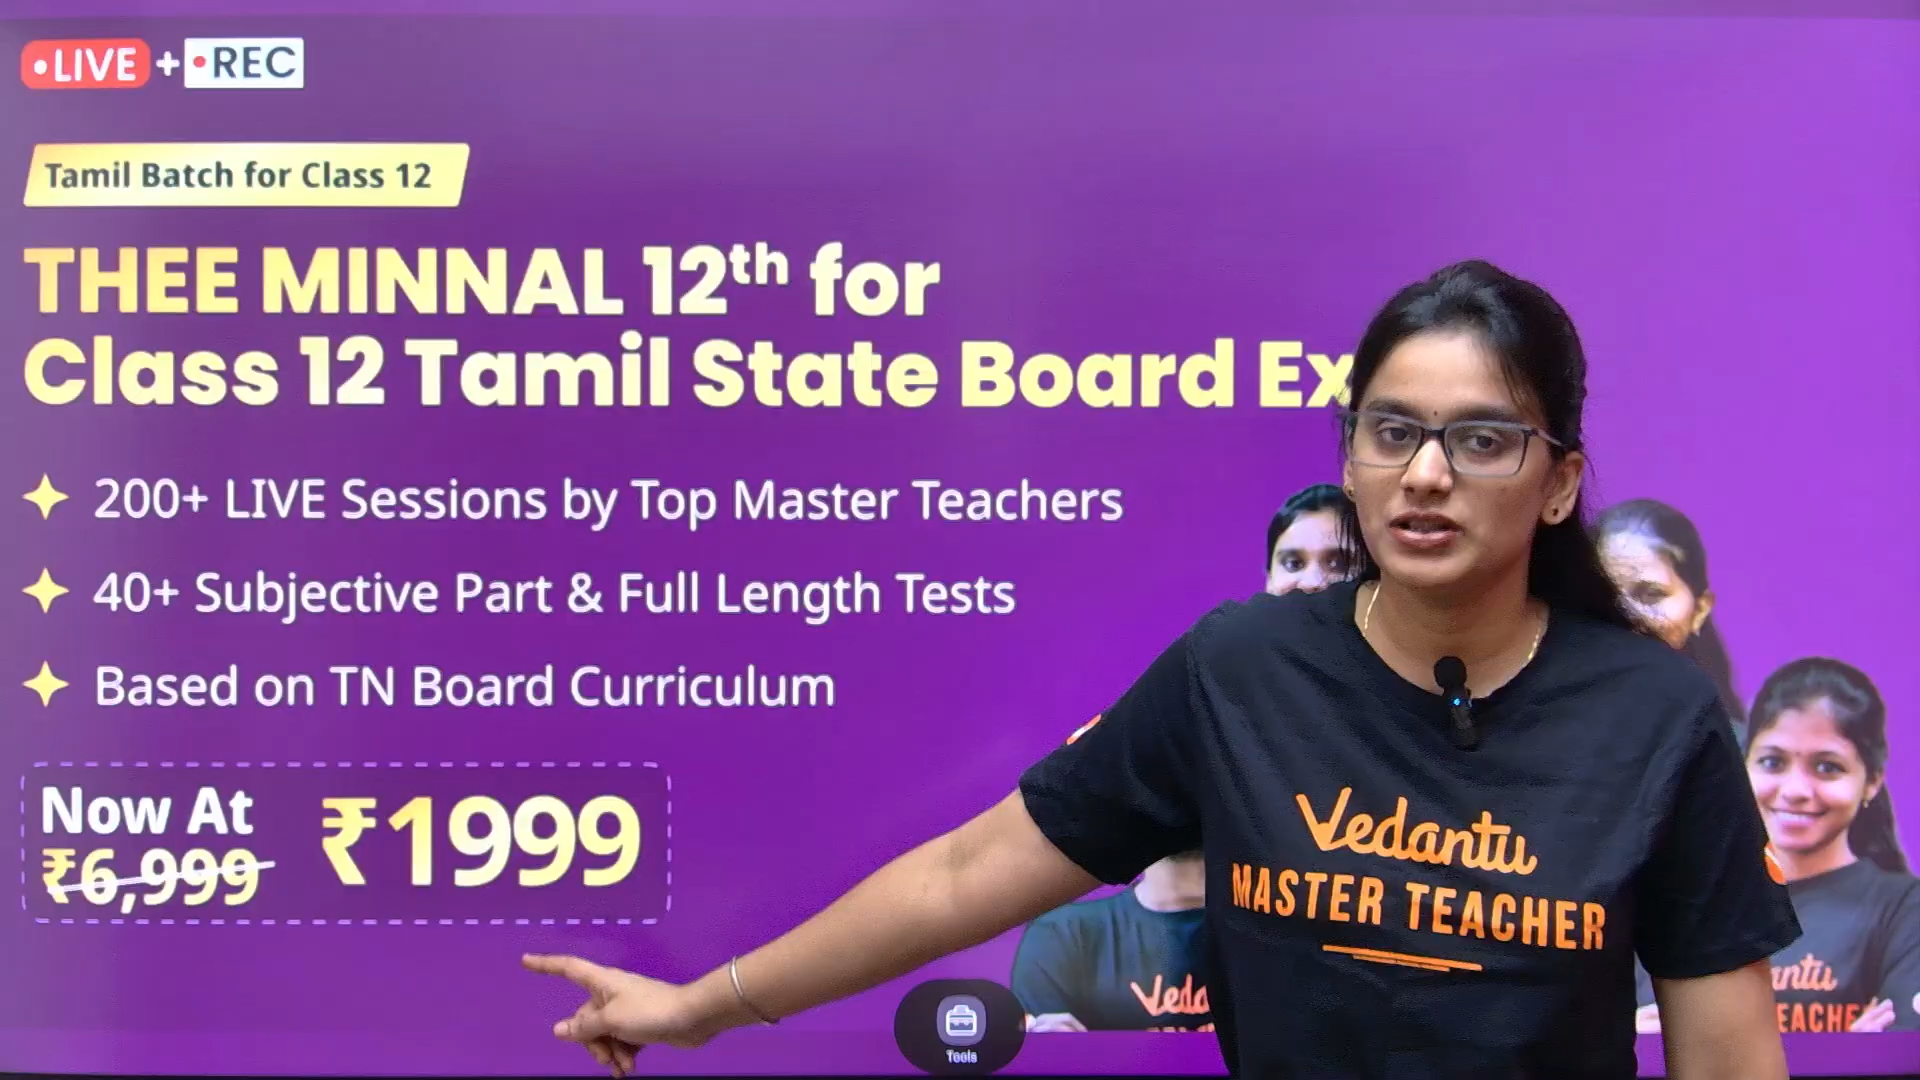 LIVE + REC
Tamil Batch for Class 12
THEE MINNAL 12th for
Class 12 Tamil State Board
200+ LIVE Sessions by Top Master Teachers
40+ Subjective Part & Full Length Tests
Based on TN Board Curriculum
Now At
₹6,999
₹1999
Vedantu
MASTER TEACHER
Tools